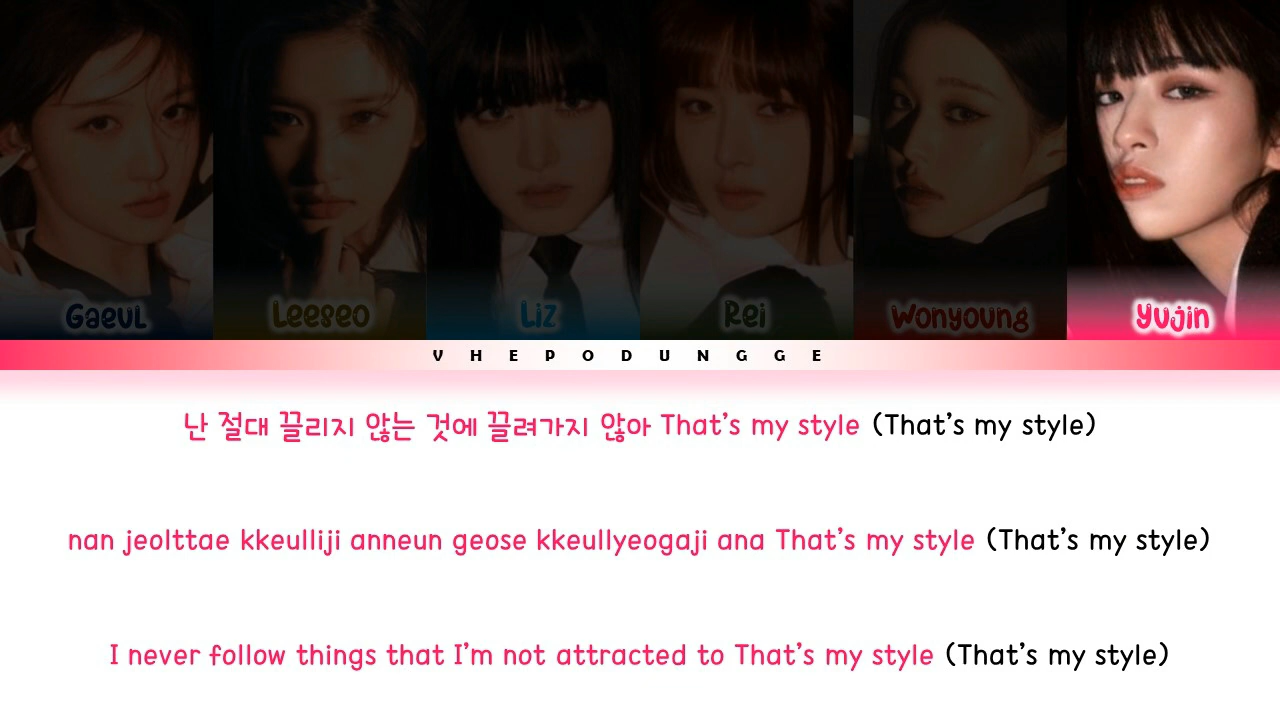 Gaeul Leeseo Liz Rei Wonyoung Yujin
VHEPODUNGGE
난 절대 끌리지 않는 것에 끌려가지 않아 That's my style (That's my style)
nan jeolttae kkeulliji anneun geose kkeullyeogaji ana That's my style (That's my style)
I never follow things that I'm not attracted to That's my style (That's my style)